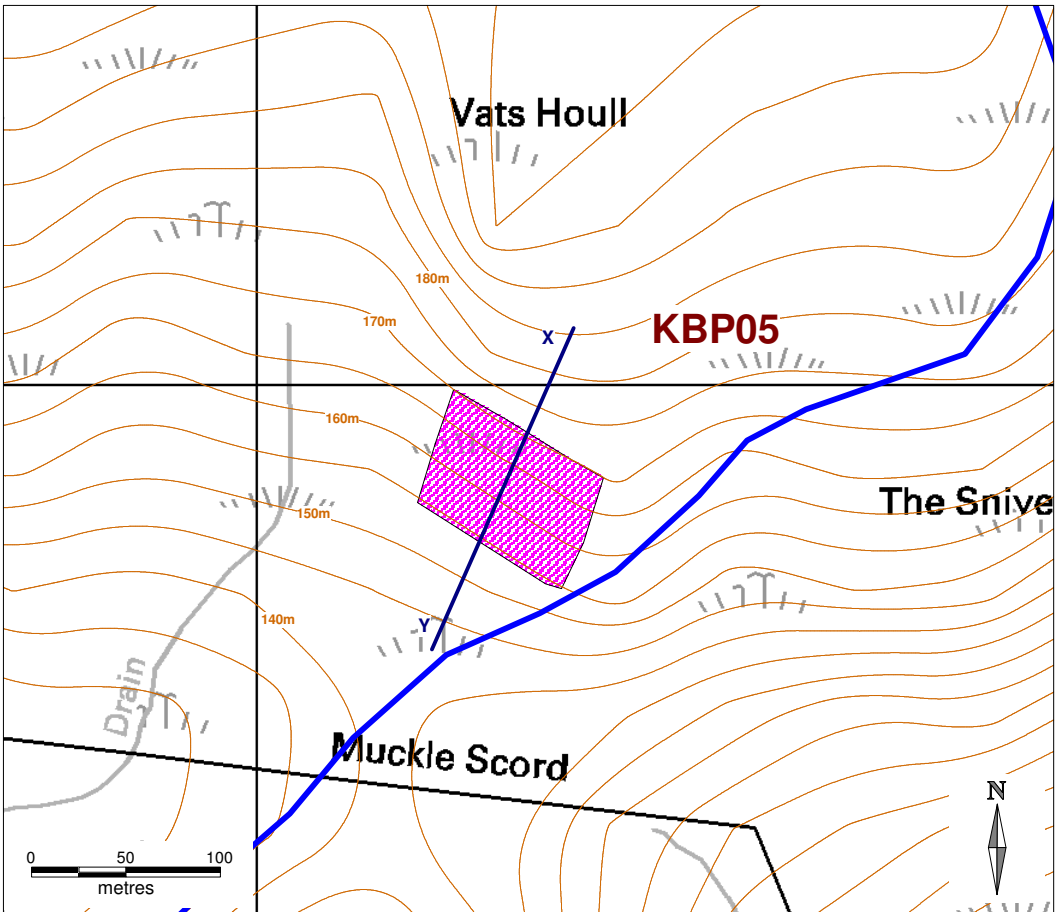 Vats Houll
180m
170m
X
KBP05
160m
150m
The Snive
140m
Y
Drain
Muckle Scord
N
0 50 100
metres